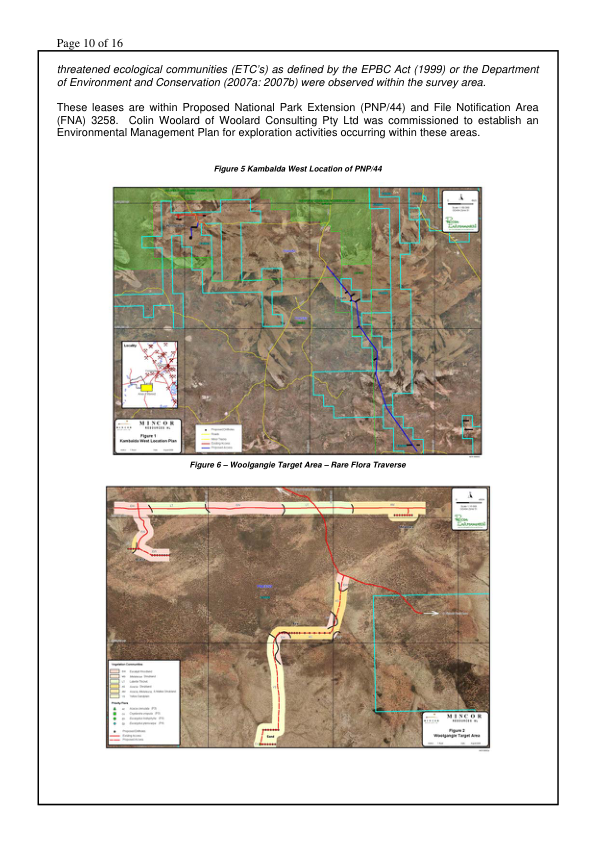 Page 10 of 16
threatened ecological communities (ETC's) as defined by the EPBC Act (1999) or the Department
of Environment and Conservation (2007a: 2007b) were observed within the survey area.
These leases are within Proposed National Park Extension (PNP/44) and File Notification Area
(FNA) 3258. Colin Woolard of Woolard Consulting Pty Ltd was commissioned to establish an
Environmental Management Plan for exploration activities occurring within these areas.
Figure 5 Kambalda West Location of PNP/44
Locality
MINCOR
RESOURCES NL
Figure 1
Kambalda West Location Plan
Figure 6 – Woolgangie Target Area – Rare Flora Traverse
Vegetation Communities
Priority Flora
Sand
MINCOR
RESOURCES NL
Figure 2
Woolgangie Target Area